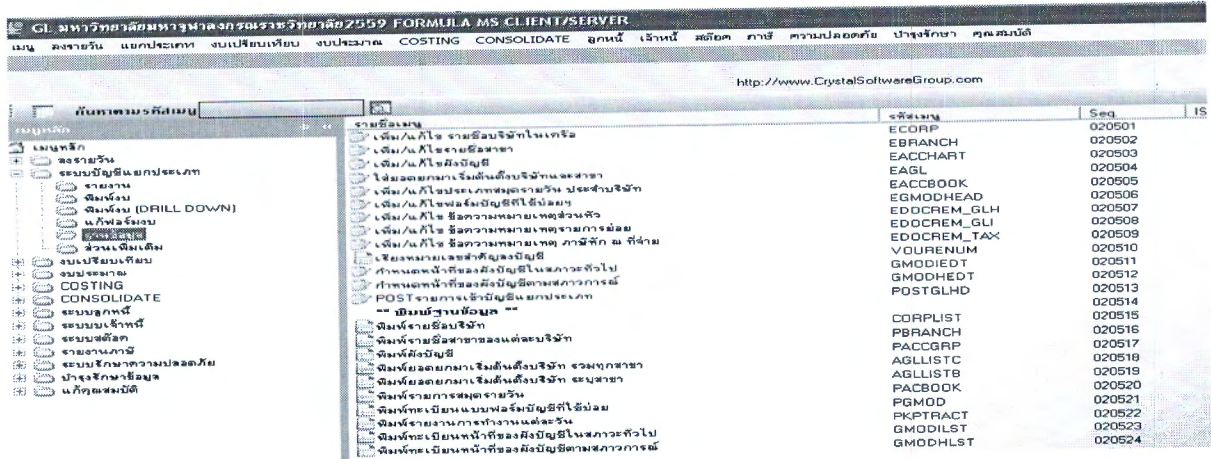 GL มหาวิทยาลัยมหาจุฬาลงกรณราชวิทยาลัย2559 FORMULA MS CLIENT/SERVER
เมนู ลงรายวัน แยกประเภท งบเปรียบเทียบ งบประมาณ COSTING CONSOLIDATE ลูกหนี้ เจ้าหนี้ สต๊อค ภาษี ความปลอดภัย บำรุงรักษา คุณสมบัติ
http://www.CrystalSoftwareGroup.com
ค้นหาตามรหัสเมนู
เมนูหลัก
เมนูหลัก
ลงรายวัน
ระบบบัญชีแยกประเภท
รายงาน
พิมพ์งบ
พิมพ์งบ (DRILL DOWN)
แก้ฟอร์มงบ
ฐานข้อมูล
ส่วนเพิ่มเติม
งบเปรียบเทียบ
งบประมาณ
COSTING
CONSOLIDATE
ระบบลูกหนี้
ระบบเจ้าหนี้
ระบบสต๊อค
รายงานภาษี
ระบบรักษาความปลอดภัย
บำรุงรักษาข้อมูล
แก้คุณสมบัติ
รายชื่อเมนู รหัสเมนู Seq. IS
เพิ่ม/แก้ไข รายชื่อบริษัทในเครือ ECORP 020501
เพิ่ม/แก้ไขรายชื่อสาขา EBRANCH 020502
เพิ่ม/แก้ไขผังบัญชี EACCHART 020503
ใส่ยอดยกมาเริ่มต้นตั้งบริษัทและสาขา EAGL 020504
เพิ่ม/แก้ไขประเภทสมุดรายวัน ประจำบริษัท EACCBOOK 020505
เพิ่ม/แก้ไขฟอร์มบัญชีที่ใช้บ่อยๆ EGMODHEAD 020506
เพิ่ม/แก้ไข ข้อความหมายเหตุส่วนหัว EDOCREM_GLH 020507
เพิ่ม/แก้ไข ข้อความหมายเหตุรายการย่อย EDOCREM_GLI 020508
เพิ่ม/แก้ไข ข้อความหมายเหตุ ภาษีหัก ณ ที่จ่าย EDOCREM_TAX 020509
เรียงหมายเลขสำคัญลงบัญชี VOURENUM 020510
กำหนดหน้าที่ของผังบัญชีในสภาวะทั่วไป GMODIEDT 020511
กำหนดหน้าที่ของผังบัญชีตามสภาวการณ์ GMODHEDT 020512
POSTรายการเข้าบัญชีแยกประเภท POSTGLHD 020513
== พิมพ์ฐานข้อมูล == 020514
พิมพ์รายชื่อบริษัท CORPLIST 020515
พิมพ์รายชื่อสาขาของแต่ละบริษัท PBRANCH 020516
พิมพ์ผังบัญชี PACCGRP 020517
พิมพ์ยอดยกมาเริ่มต้นตั้งบริษัท รวมทุกสาขา AGLLISTC 020518
พิมพ์ยอดยกมาเริ่มต้นตั้งบริษัท ระบุสาขา AGLLISTB 020519
พิมพ์รายการสมุดรายวัน PACBOOK 020520
พิมพ์ทะเบียนแบบฟอร์มบัญชีที่ใช้บ่อย PGMOD 020521
พิมพ์รายงานการทำงานแต่ละวัน PKPTRACT 020522
พิมพ์ทะเบียนหน้าที่ของผังบัญชีในสภาวะทั่วไป GMODILST 020523
พิมพ์ทะเบียนหน้าที่ของผังบัญชีตามสภาวการณ์ GMODHLST 020524